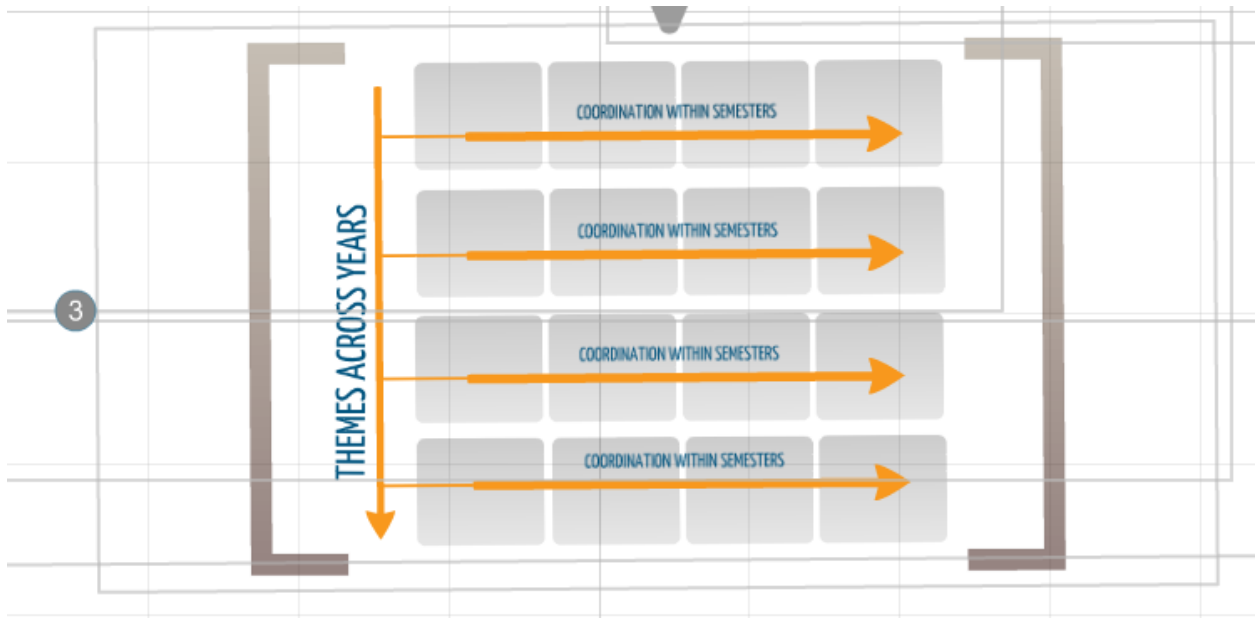 COORDINATION WITHIN SEMESTERS
COORDINATION WITHIN SEMESTERS
THEMES ACROSS YEARS
3
COORDINATION WITHIN SEMESTERS
COORDINATION WITHIN SEMESTERS